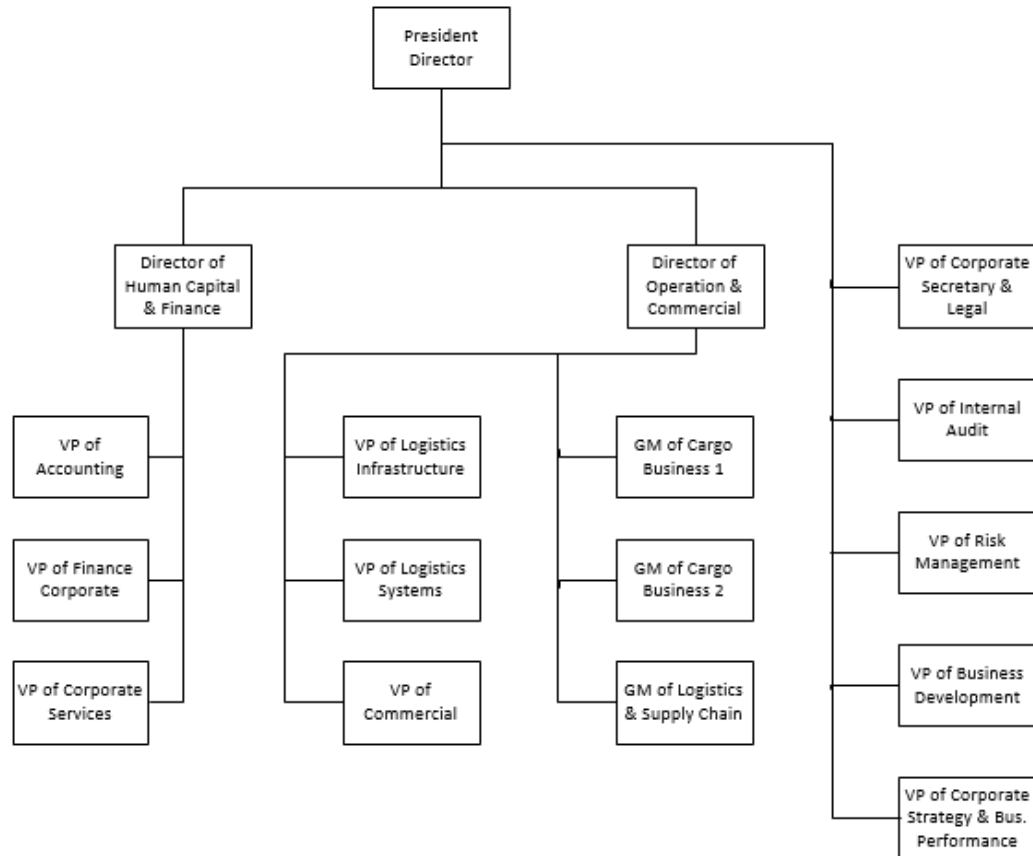 President
Director
Director of
Human Capital
& Finance
Director of
Operation &
Commercial
VP of Corporate
Secretary &
Legal
VP of
Accounting
VP of Logistics
Infrastructure
GM of Cargo
Business 1
VP of Internal
Audit
VP of Finance
Corporate
VP of Logistics
Systems
GM of Cargo
Business 2
VP of Risk
Management
VP of Corporate
Services
VP of
Commercial
GM of Logistics
& Supply Chain
VP of Business
Development
VP of Corporate
Strategy & Bus.
Performance